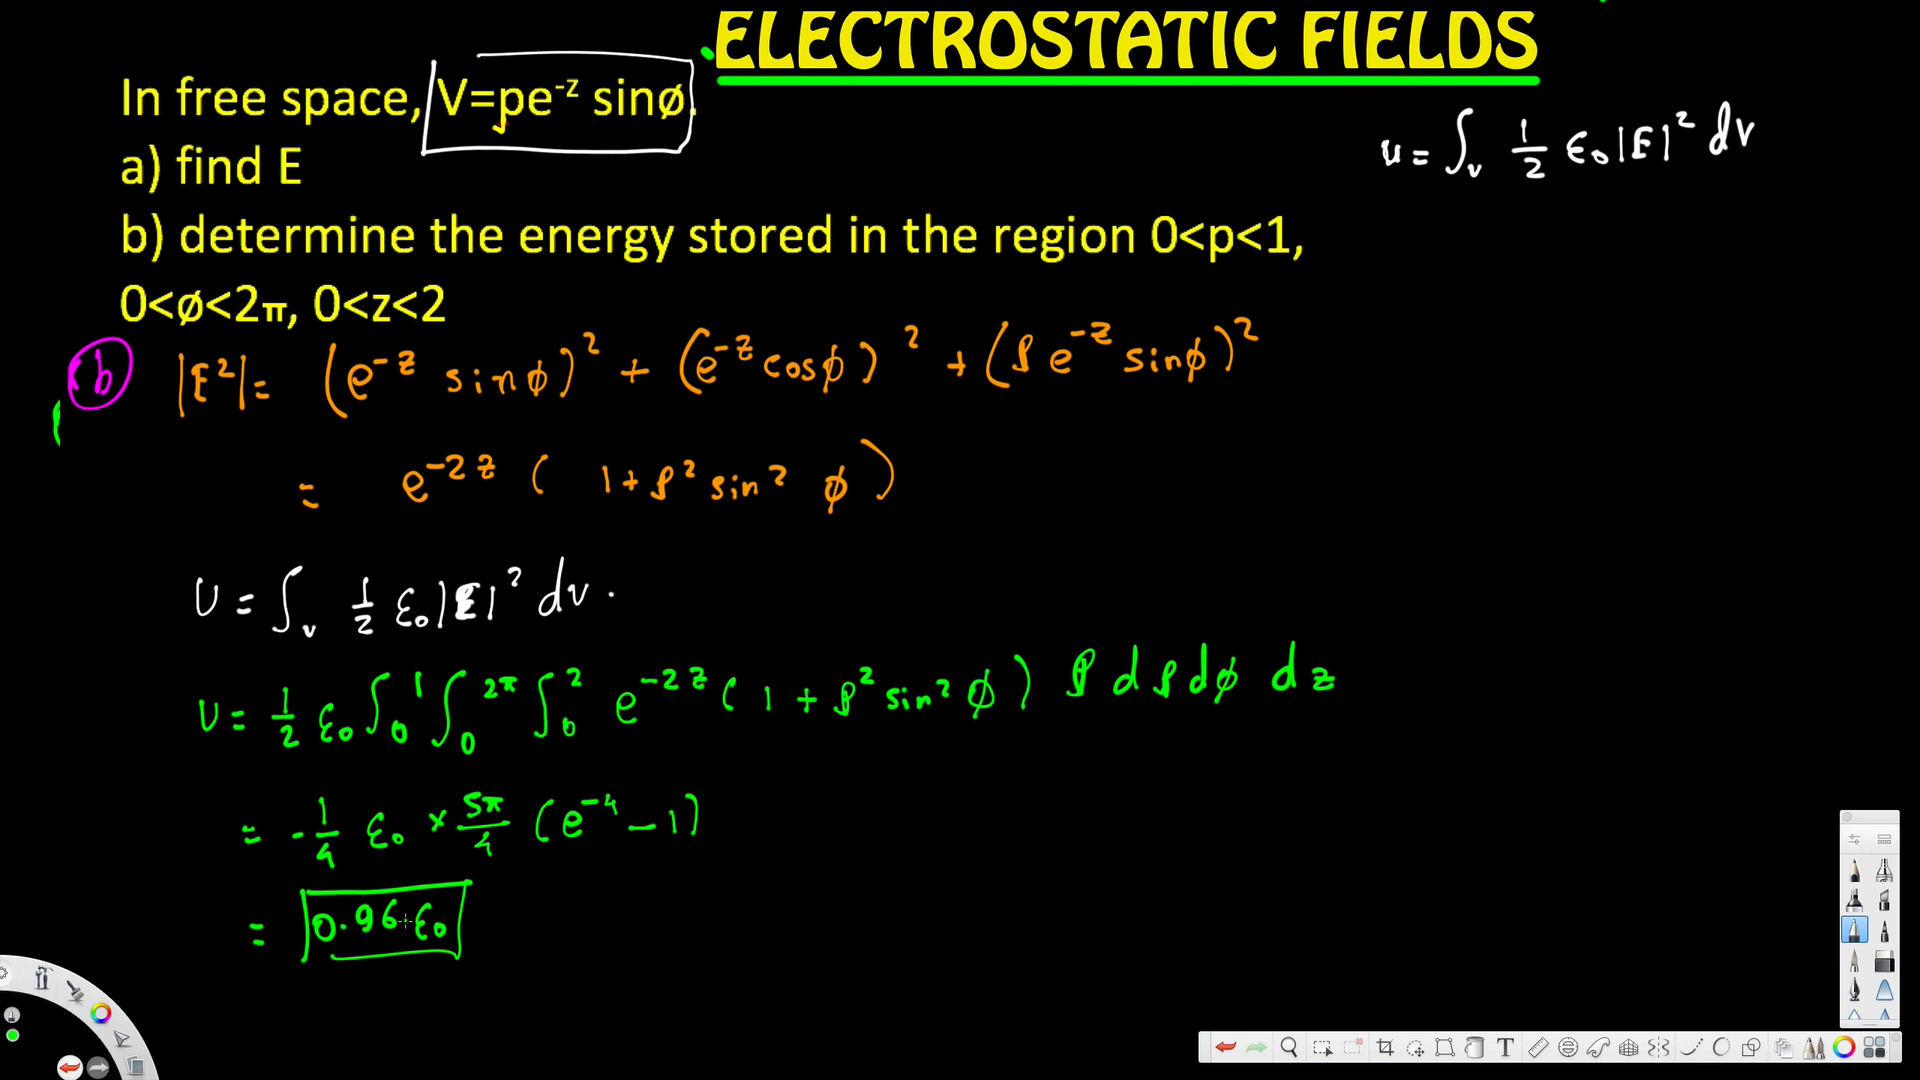 ELECTROSTATIC FIELDS
In free space, V=ρe⁻ᶻ sinø.
u = ∫ᵥ 1/2 ε₀|E|² dv
a) find E
b) determine the energy stored in the region 0<p<1,
0<ø<2π, 0<z<2
(b) |E²| = (e⁻ᶻ sinϕ)² + (e⁻ᶻ cosϕ)² + (ρ e⁻ᶻ sinϕ)²
= e⁻²ᶻ ( 1 + ρ² sin² ϕ )
U = ∫ᵥ 1/2 ε₀|E|² dv.
U = 1/2 ε₀ ∫₀¹ ∫₀²π ∫₀² e⁻²ᶻ ( 1 + ρ² sin² ϕ ) ρ dρ dϕ dz
= -1/4 ε₀ × 5π/4 (e⁻⁴ - 1)
= 0.96 ε₀
T